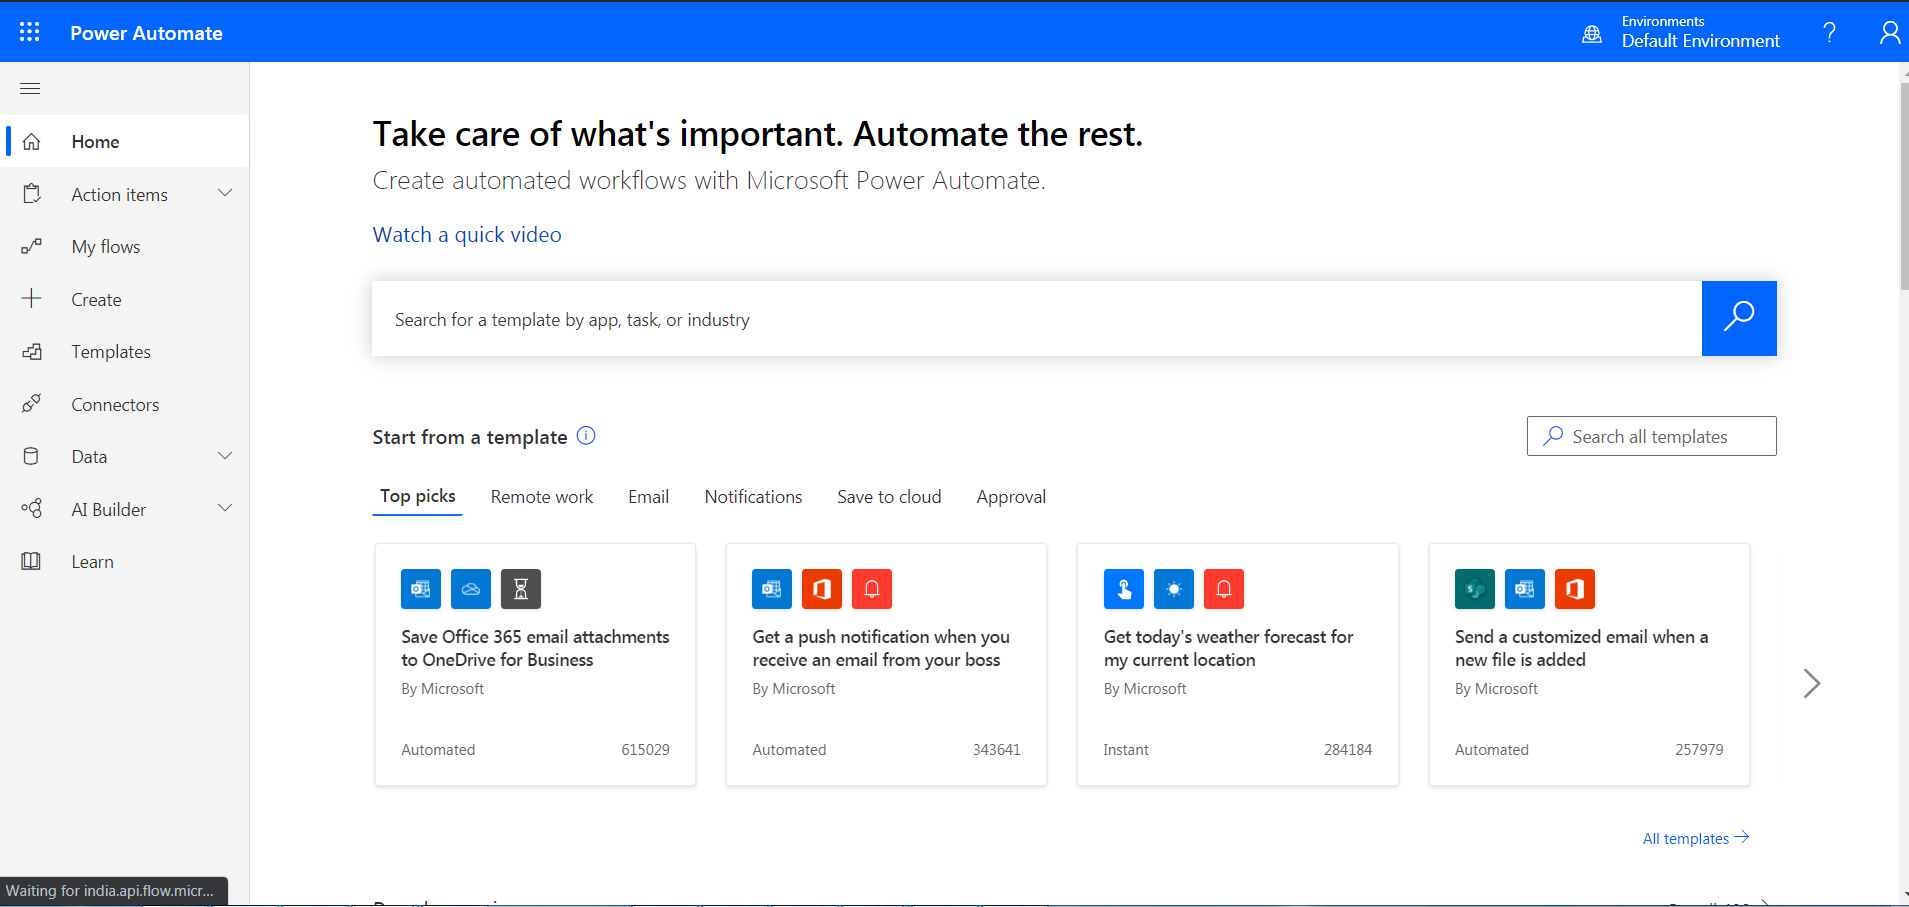 Power Automate
Environments
Default Environment
?
Home
Action items
My flows
Create
Templates
Connectors
Data
AI Builder
Learn
Take care of what's important. Automate the rest.
Create automated workflows with Microsoft Power Automate.
Watch a quick video
Search for a template by app, task, or industry
Start from a template
Search all templates
Top picks Remote work Email Notifications Save to cloud Approval
Save Office 365 email attachments
to OneDrive for Business
By Microsoft
Automated 615029
Get a push notification when you
receive an email from your boss
By Microsoft
Automated 343641
Get today's weather forecast for
my current location
By Microsoft
Instant 284184
Send a customized email when a
new file is added
By Microsoft
Automated 257979
All templates
Waiting for india.api.flow.micr...